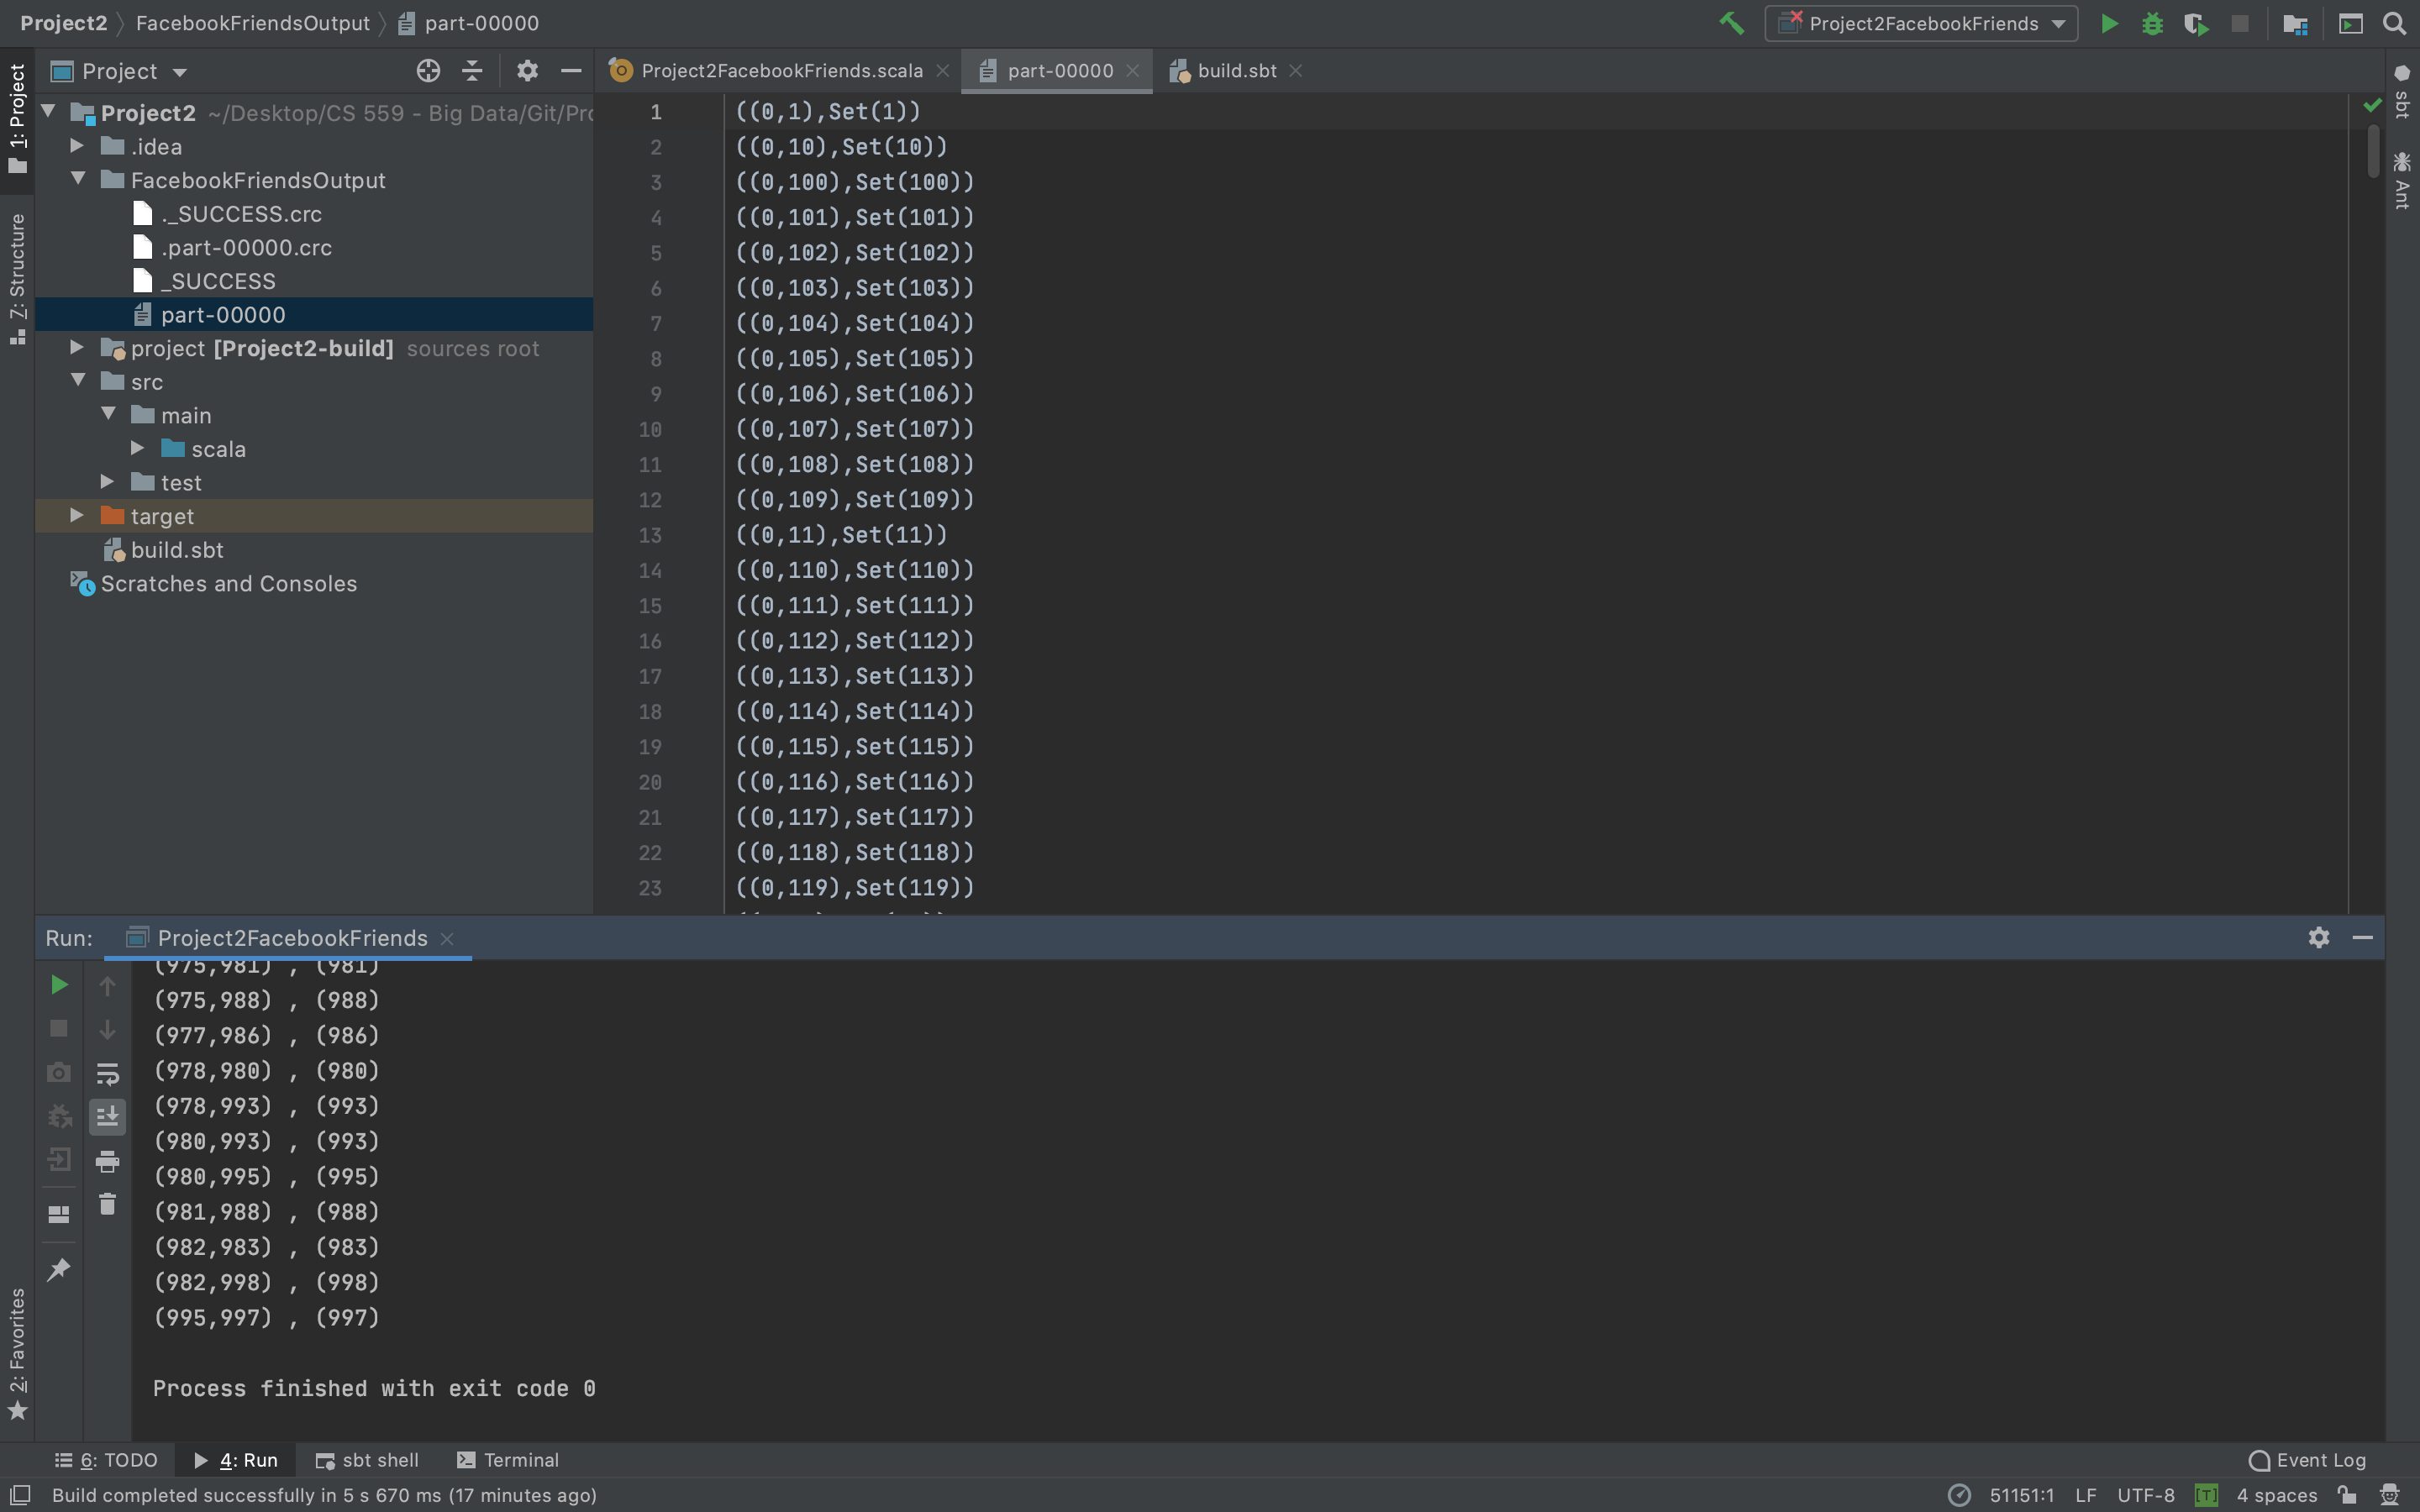 Project2 FacebookFriendsOutput part-00000
Project2FacebookFriends
1: Project
Z: Structure
2: Favorites
Project
Project2FacebookFriends.scala
part-00000
build.sbt
Project2 ~/Desktop/CS 559 - Big Data/Git/Pro
.idea
FacebookFriendsOutput
._SUCCESS.crc
.part-00000.crc
_SUCCESS
part-00000
project [Project2-build] sources root
src
main
scala
test
target
build.sbt
Scratches and Consoles
1 ((0,1),Set(1))
2 ((0,10),Set(10))
3 ((0,100),Set(100))
4 ((0,101),Set(101))
5 ((0,102),Set(102))
6 ((0,103),Set(103))
7 ((0,104),Set(104))
8 ((0,105),Set(105))
9 ((0,106),Set(106))
10 ((0,107),Set(107))
11 ((0,108),Set(108))
12 ((0,109),Set(109))
13 ((0,11),Set(11))
14 ((0,110),Set(110))
15 ((0,111),Set(111))
16 ((0,112),Set(112))
17 ((0,113),Set(113))
18 ((0,114),Set(114))
19 ((0,115),Set(115))
20 ((0,116),Set(116))
21 ((0,117),Set(117))
22 ((0,118),Set(118))
23 ((0,119),Set(119))
sbt
Ant
Run: Project2FacebookFriends
(975,981) , (981)
(975,988) , (988)
(977,986) , (986)
(978,980) , (980)
(978,993) , (993)
(980,993) , (993)
(980,995) , (995)
(981,988) , (988)
(982,983) , (983)
(982,998) , (998)
(995,997) , (997)
Process finished with exit code 0
6: TODO 4: Run sbt shell Terminal Event Log
Build completed successfully in 5 s 670 ms (17 minutes ago) 51151:1 LF UTF-8 [T] 4 spaces